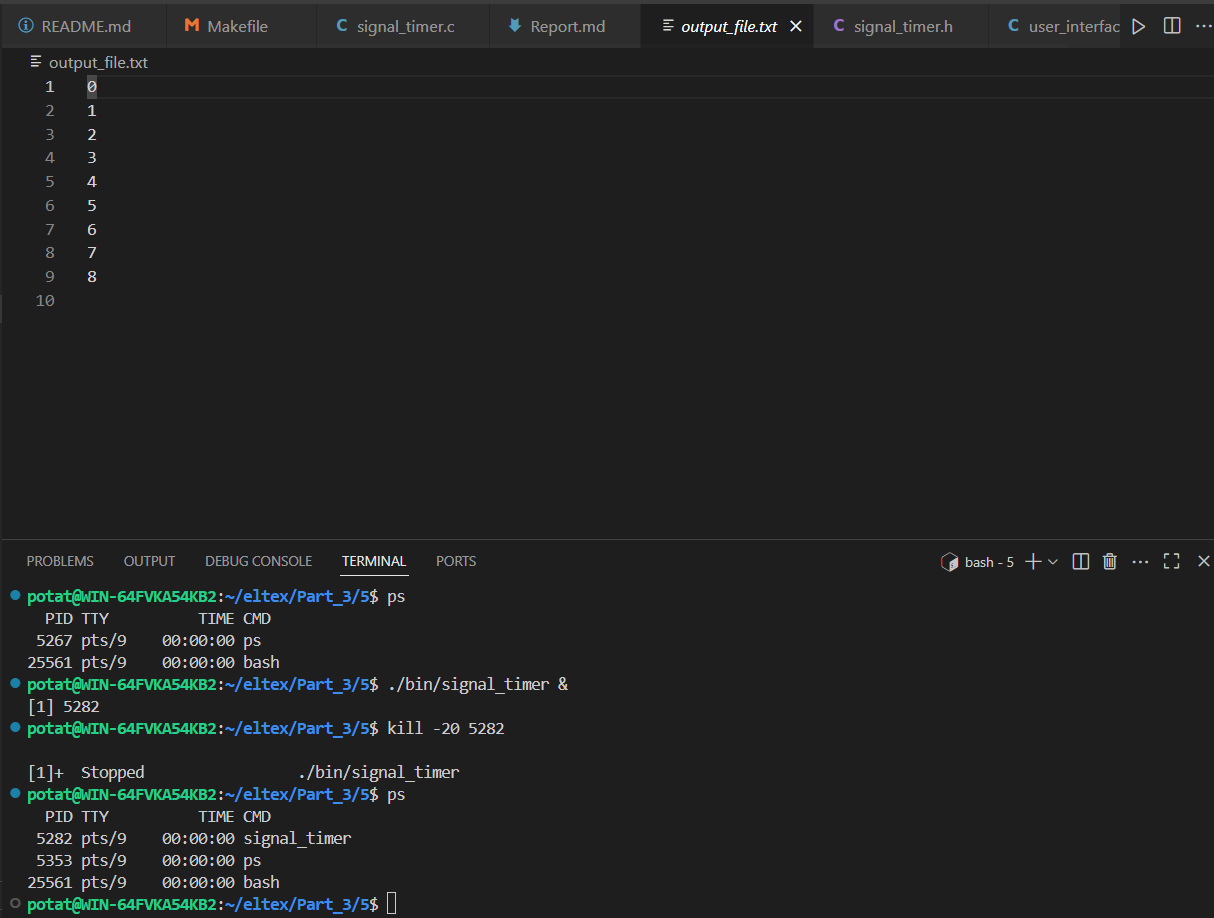 README.md Makefile signal_timer.c Report.md output_file.txt signal_timer.h user_interfac
output_file.txt
1 0
2 1
3 2
4 3
5 4
6 5
7 6
8 7
9 8
10
PROBLEMS OUTPUT DEBUG CONSOLE TERMINAL PORTS bash - 5
potat@WIN-64FVKA54KB2:~/eltex/Part_3/5$ ps
PID TTY TIME CMD
5267 pts/9 00:00:00 ps
25561 pts/9 00:00:00 bash
potat@WIN-64FVKA54KB2:~/eltex/Part_3/5$ ./bin/signal_timer &
[1] 5282
potat@WIN-64FVKA54KB2:~/eltex/Part_3/5$ kill -20 5282
[1]+ Stopped ./bin/signal_timer
potat@WIN-64FVKA54KB2:~/eltex/Part_3/5$ ps
PID TTY TIME CMD
5282 pts/9 00:00:00 signal_timer
5353 pts/9 00:00:00 ps
25561 pts/9 00:00:00 bash
potat@WIN-64FVKA54KB2:~/eltex/Part_3/5$